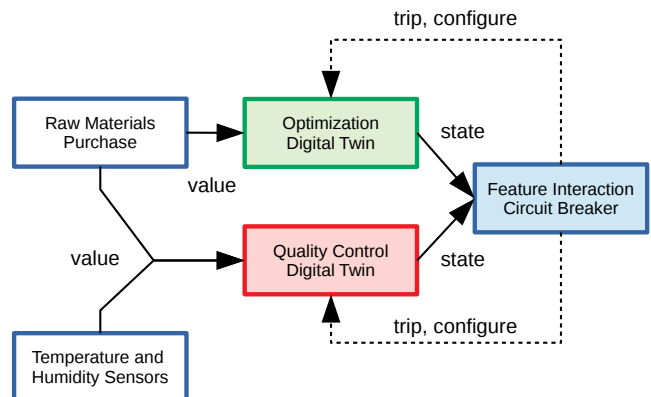 trip, configure
Raw Materials
Purchase
Optimization
Digital Twin
state
value
Feature Interaction
Circuit Breaker
value
Quality Control
Digital Twin
state
trip, configure
Temperature and
Humidity Sensors